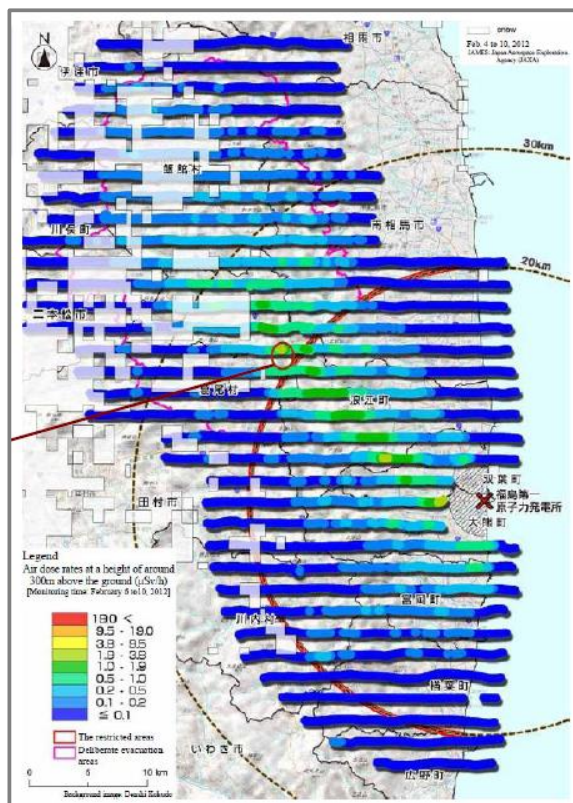 snow
Feb. 4 to 10, 2012
Agency (JAXA)
N
相馬市
伊達市
30km
飯舘村
南相馬市
川俣町
20km
二本松市
葛尾村
浪江町
双葉町
福島第一
原子力発電所
田村市
大熊町
Legend
Air dose rates at a height of around
300m above the ground (μSv/h)
[Monitoring time: February 6 to10, 2012]
19.0 <
9.5 - 19.0
3.8 - 9.5
1.9 - 3.8
1.0 - 1.9
0.5 - 1.0
0.2 - 0.5
0.1 - 0.2
≦ 0.1
富岡町
川内村
楢葉町
The restricted areas
Deliberate evacuation
areas
いわき市
広野町
0 5 10 km
Background image: Denshi Kokudo